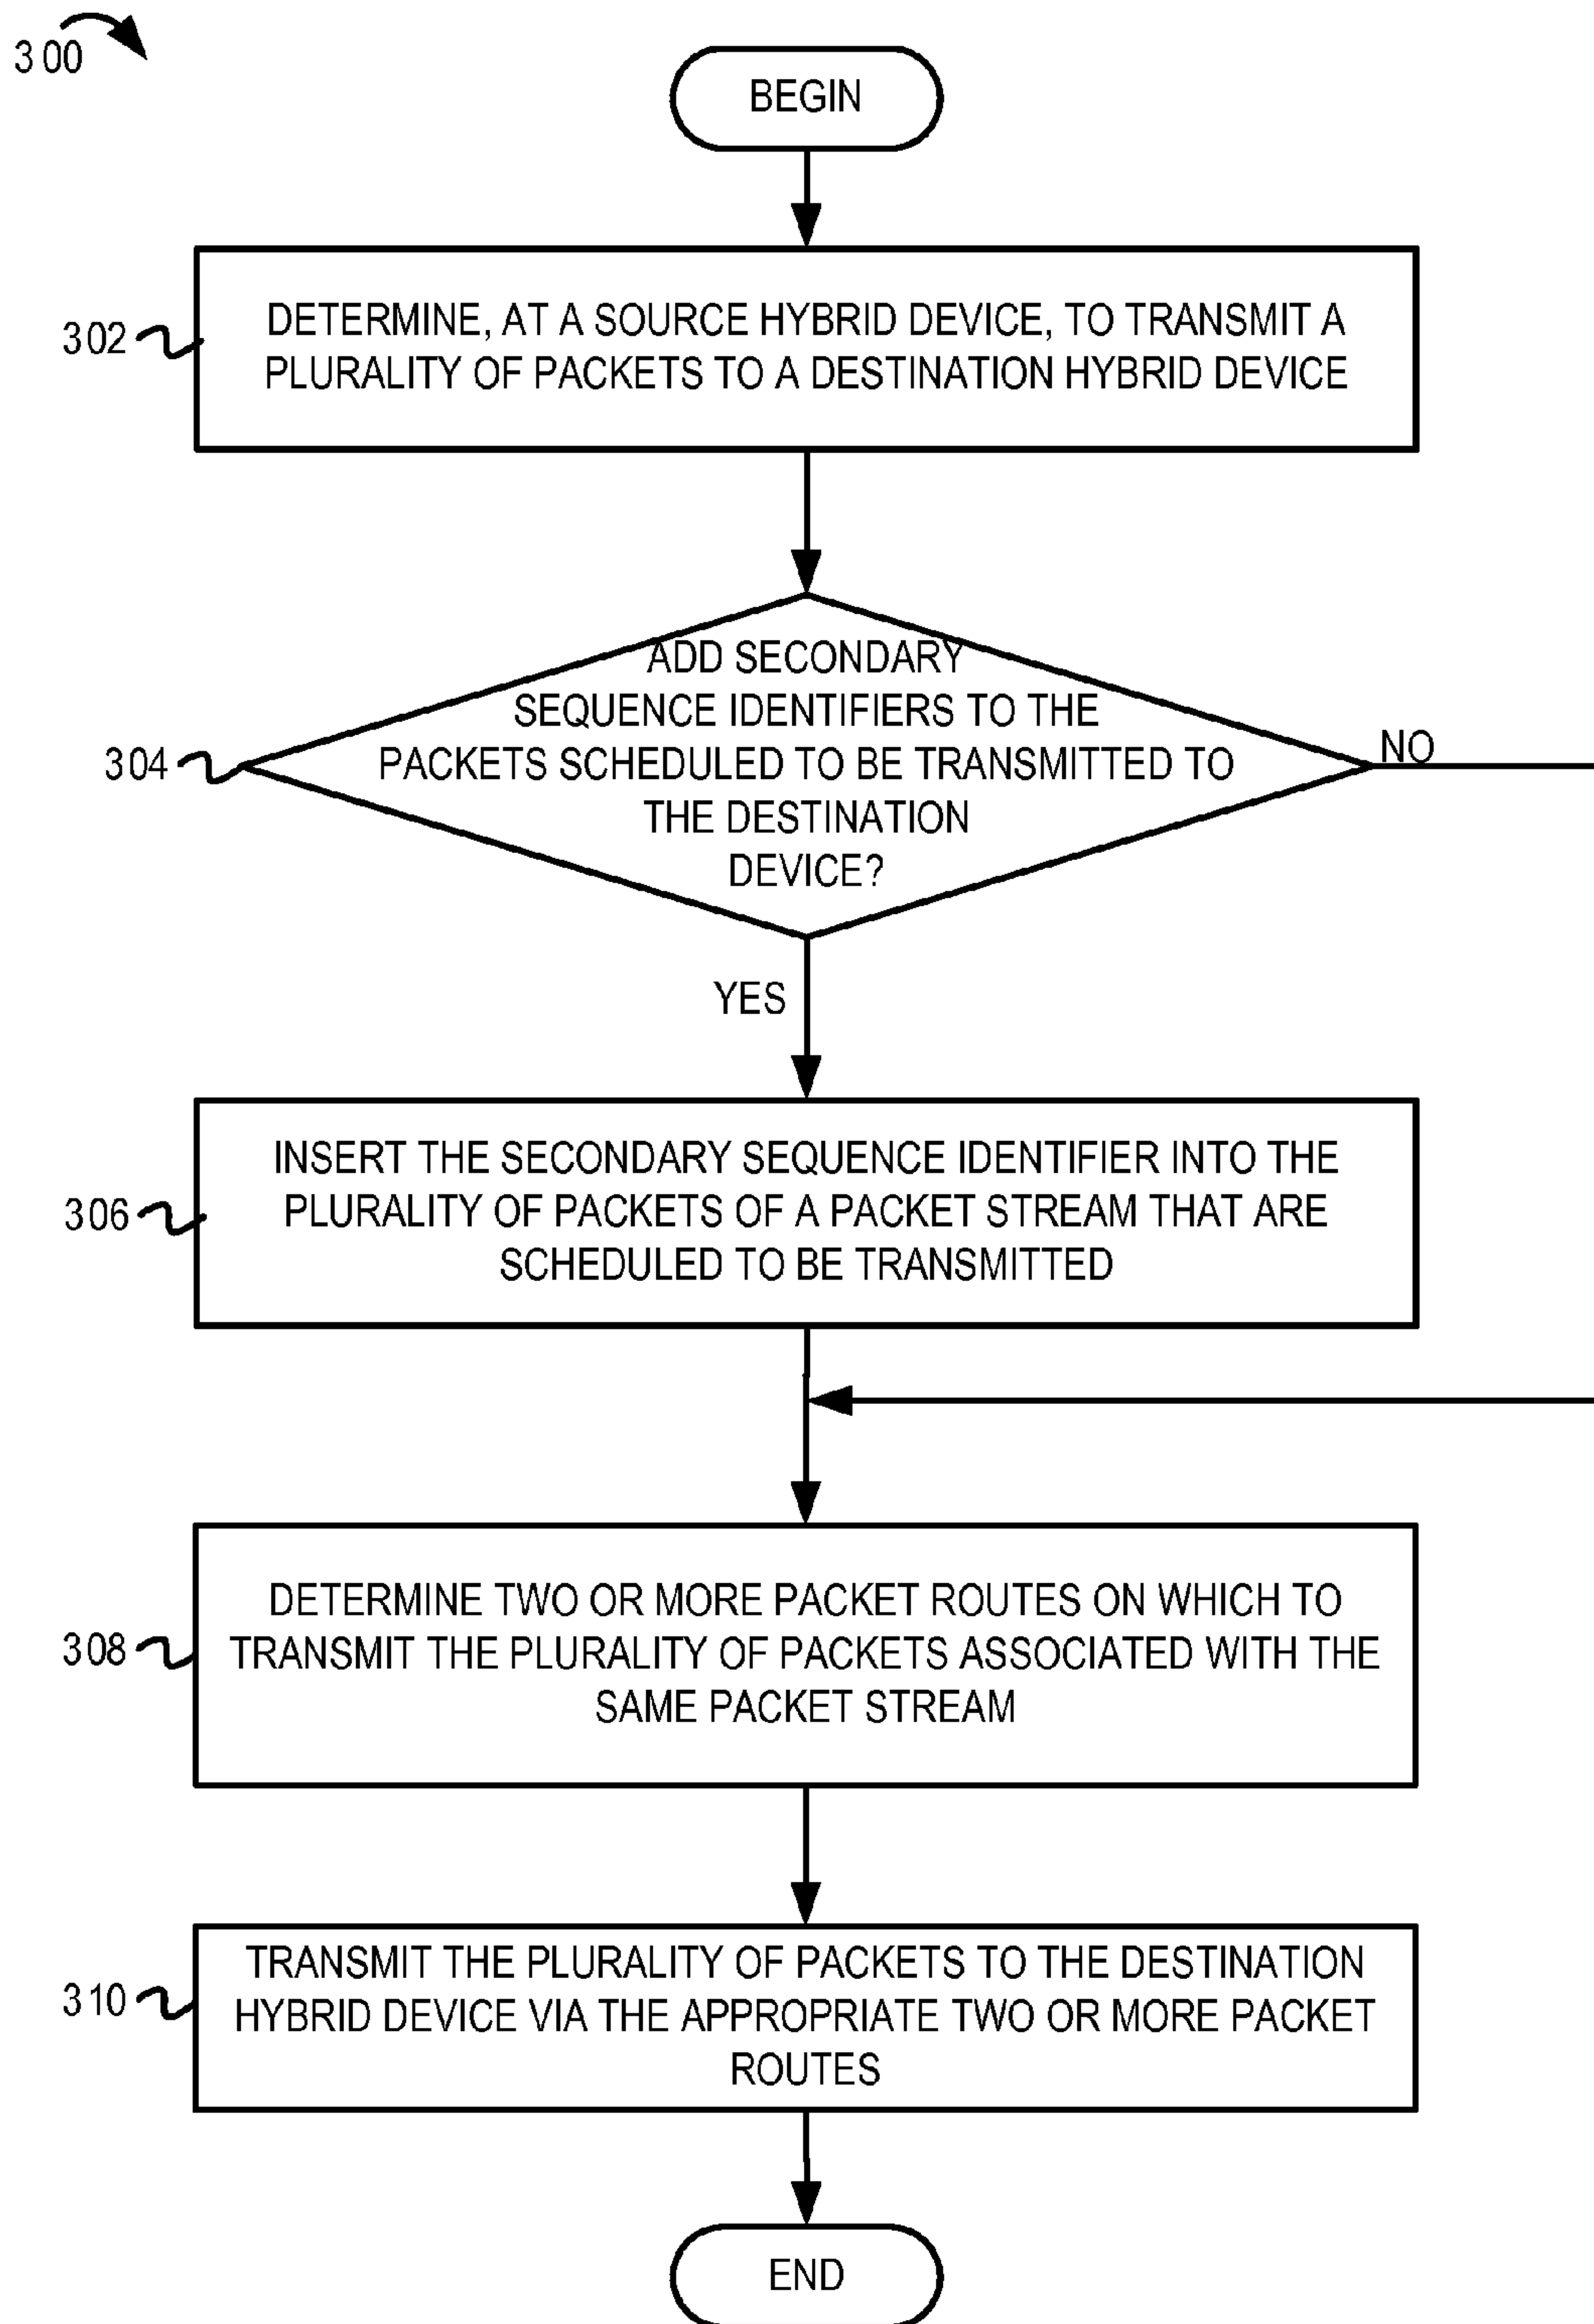 300
BEGIN
302
DETERMINE, AT A SOURCE HYBRID DEVICE, TO TRANSMIT A
PLURALITY OF PACKETS TO A DESTINATION HYBRID DEVICE
304
ADD SECONDARY
SEQUENCE IDENTIFIERS TO THE
PACKETS SCHEDULED TO BE TRANSMITTED TO
THE DESTINATION
DEVICE?
NO
YES
306
INSERT THE SECONDARY SEQUENCE IDENTIFIER INTO THE
PLURALITY OF PACKETS OF A PACKET STREAM THAT ARE
SCHEDULED TO BE TRANSMITTED
308
DETERMINE TWO OR MORE PACKET ROUTES ON WHICH TO
TRANSMIT THE PLURALITY OF PACKETS ASSOCIATED WITH THE
SAME PACKET STREAM
310
TRANSMIT THE PLURALITY OF PACKETS TO THE DESTINATION
HYBRID DEVICE VIA THE APPROPRIATE TWO OR MORE PACKET
ROUTES
END